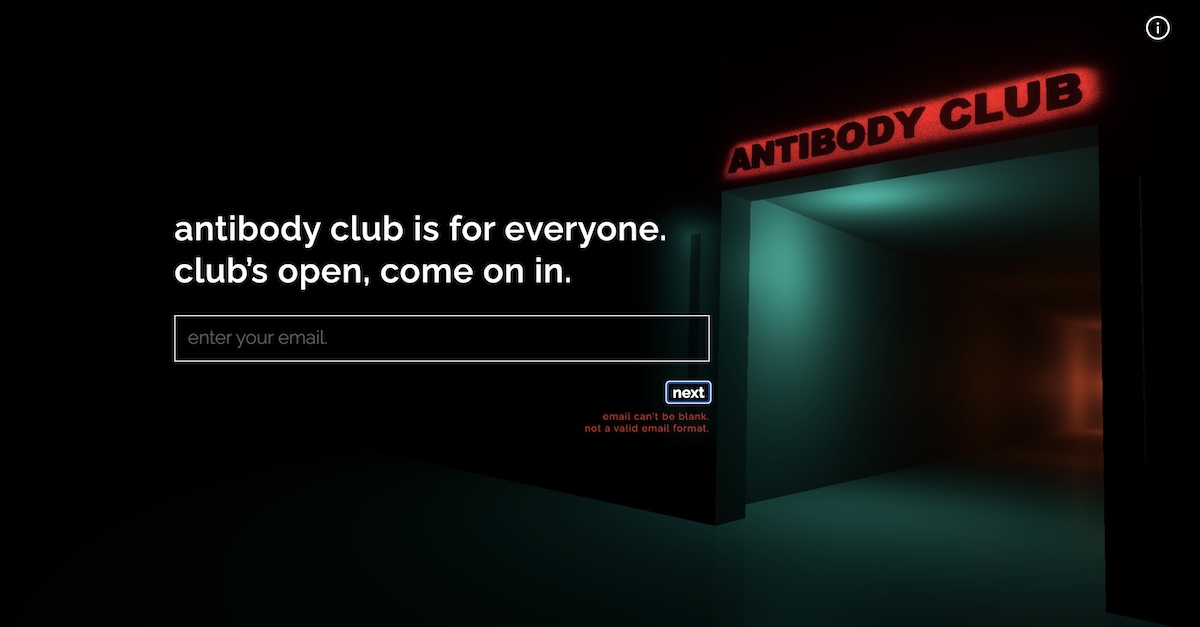 ANTIBODY CLUB
antibody club is for everyone.
club’s open, come on in.
enter your email.
next
email can't be blank.
not a valid email format.